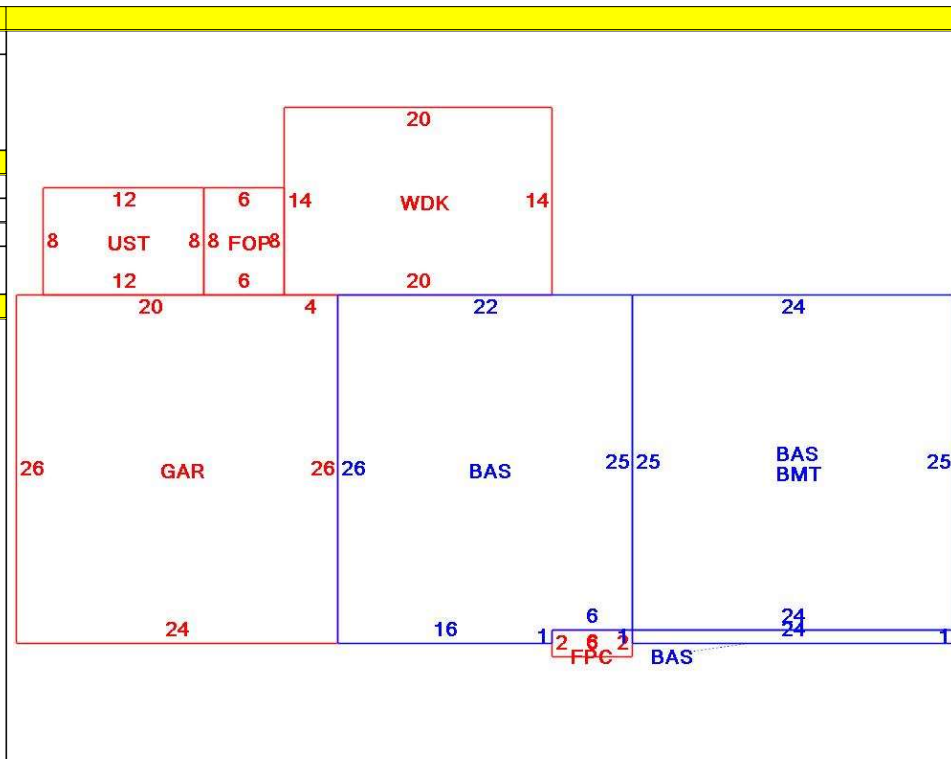 20
12 6 14 WDK 14
8 UST 8 8 FOP 8
12 6 20
20 4 22 24
BAS
26 GAR 26 26 BAS 25 25 BMT 25
6 24
24 16 1 2 6 1 2 24 1
FPC BAS